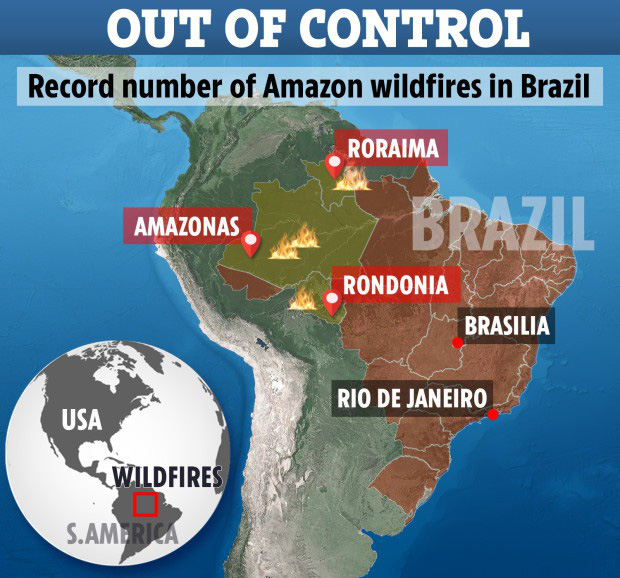 OUT OF CONTROL
Record number of Amazon wildfires in Brazil
RORAIMA
AMAZONAS
BRAZIL
RONDONIA
BRASILIA
RIO DE JANEIRO
USA
WILDFIRES
S.AMERICA